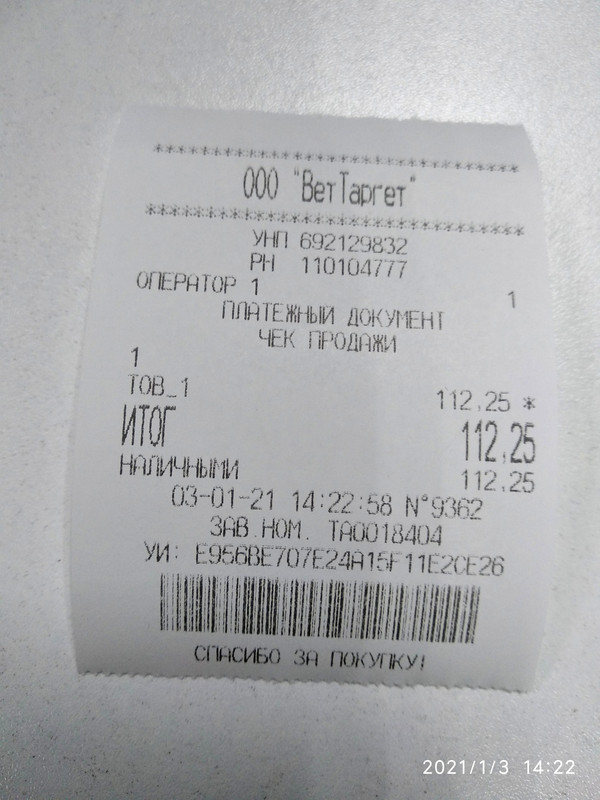 ************************************
ООО "ВетТаргет"
************************************
УНП 692129832
РН 110104777
ОПЕРАТОР 1 1
ПЛАТЕЖНЫЙ ДОКУМЕНТ
ЧЕК ПРОДАЖИ
1
ТОВ_1 112,25 *
ИТОГ 112,25
НАЛИЧНЫМИ 112,25
03-01-21 14:22:58 N°9362
ЗАВ.НОМ. ТА0018404
УИ: E956BE707E24A15F11E2CE26
СПАСИБО ЗА ПОКУПКУ!
2021/1/3 14:22